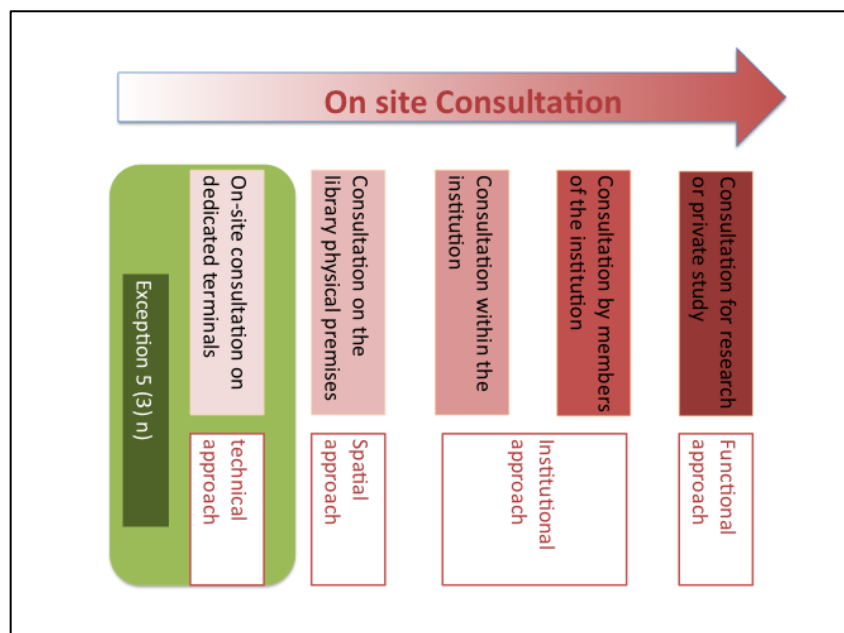 On site Consultation
Exception 5 (3) n)
On-site consultation on
dedicated terminals
technical
approach
Consultation on the
library physical premises
Spatial
approach
Consultation within the
institution
Consultation by members
of the institution
Institutional
approach
Consultation for research
or private study
Functional
approach